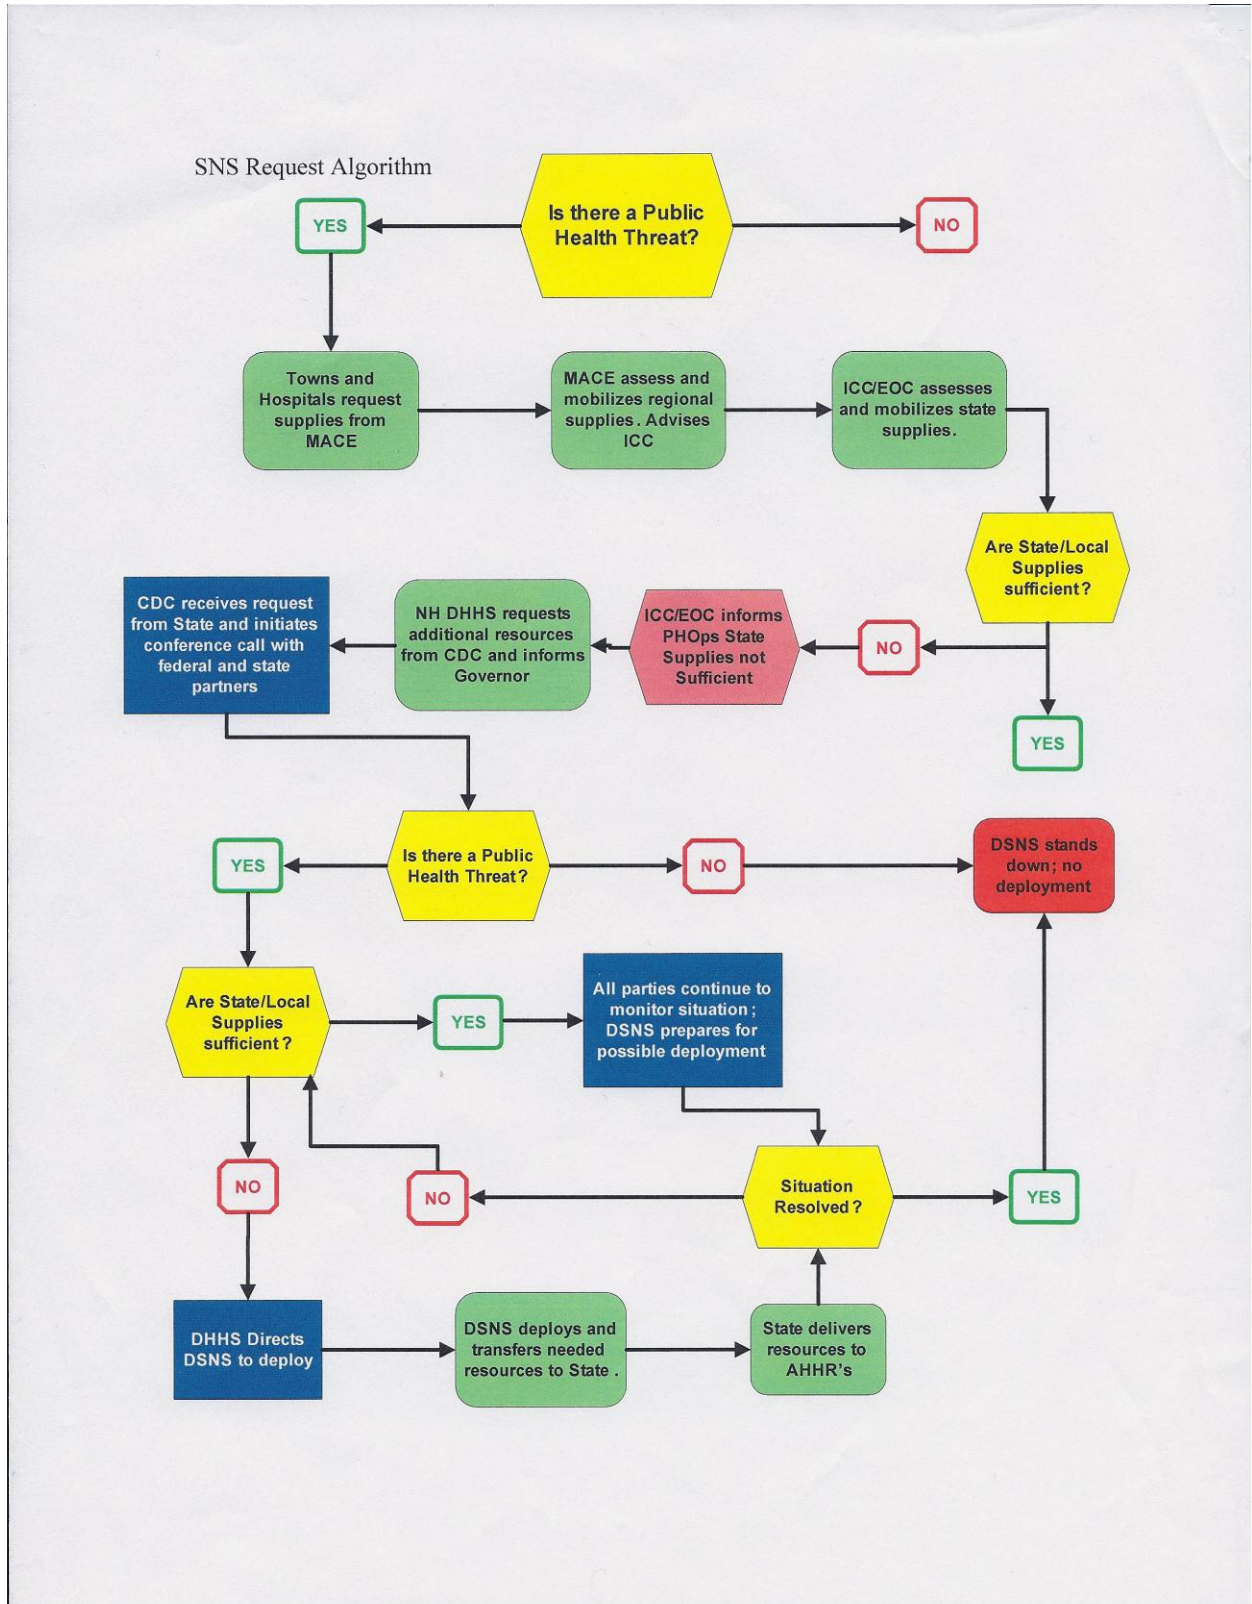 SNS Request Algorithm
Is there a Public
Health Threat?
YES
NO
Towns and
Hospitals request
supplies from
MACE
MACE assess and
mobilizes regional
supplies. Advises
ICC
ICC/EOC assesses
and mobilizes state
supplies.
Are State/Local
Supplies
sufficient?
CDC receives request
from State and initiates
conference call with
federal and state
partners
NH DHHS requests
additional resources
from CDC and informs
Governor
ICC/EOC informs
PHOps State
Supplies not
Sufficient
NO
YES
YES
Is there a Public
Health Threat?
NO
DSNS stands
down; no
deployment
Are State/Local
Supplies
sufficient?
YES
All parties continue to
monitor situation;
DSNS prepares for
possible deployment
NO
NO
Situation
Resolved?
YES
DHHS Directs
DSNS to deploy
DSNS deploys and
transfers needed
resources to State.
State delivers
resources to
AHHR's